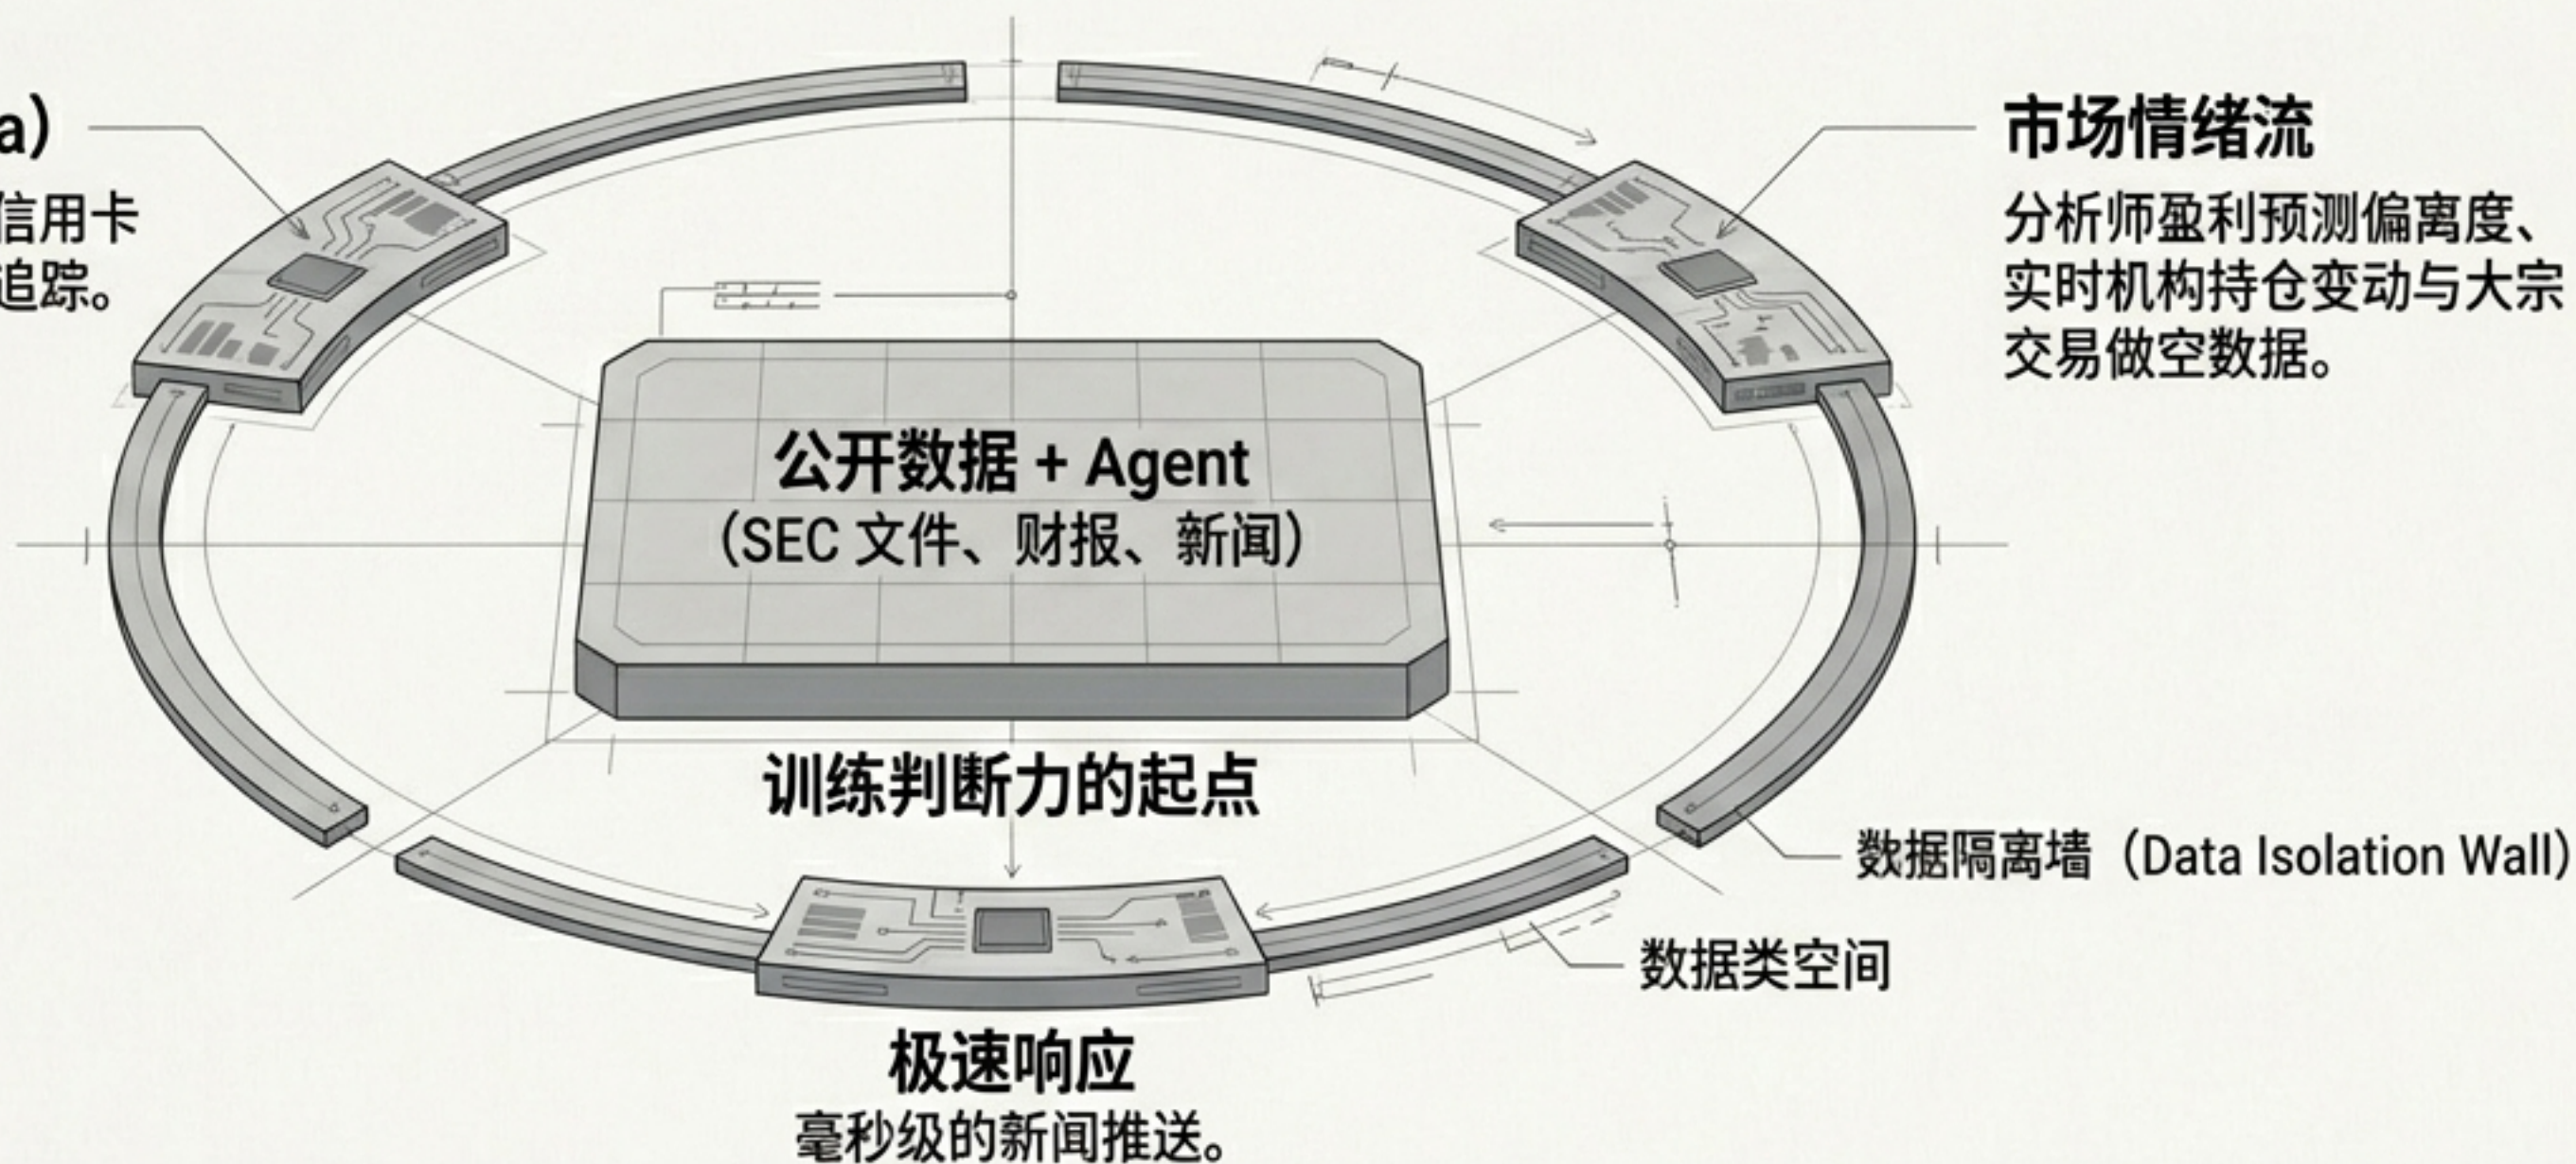 a）
信用卡
追踪。
市场情绪流
分析师盈利预测偏离度、
实时机构持仓变动与大宗
交易做空数据。
公开数据 + Agent
（SEC 文件、财报、新闻）
训练判断力的起点
数据隔离墙（Data Isolation Wall）
数据类空间
极速响应
毫秒级的新闻推送。